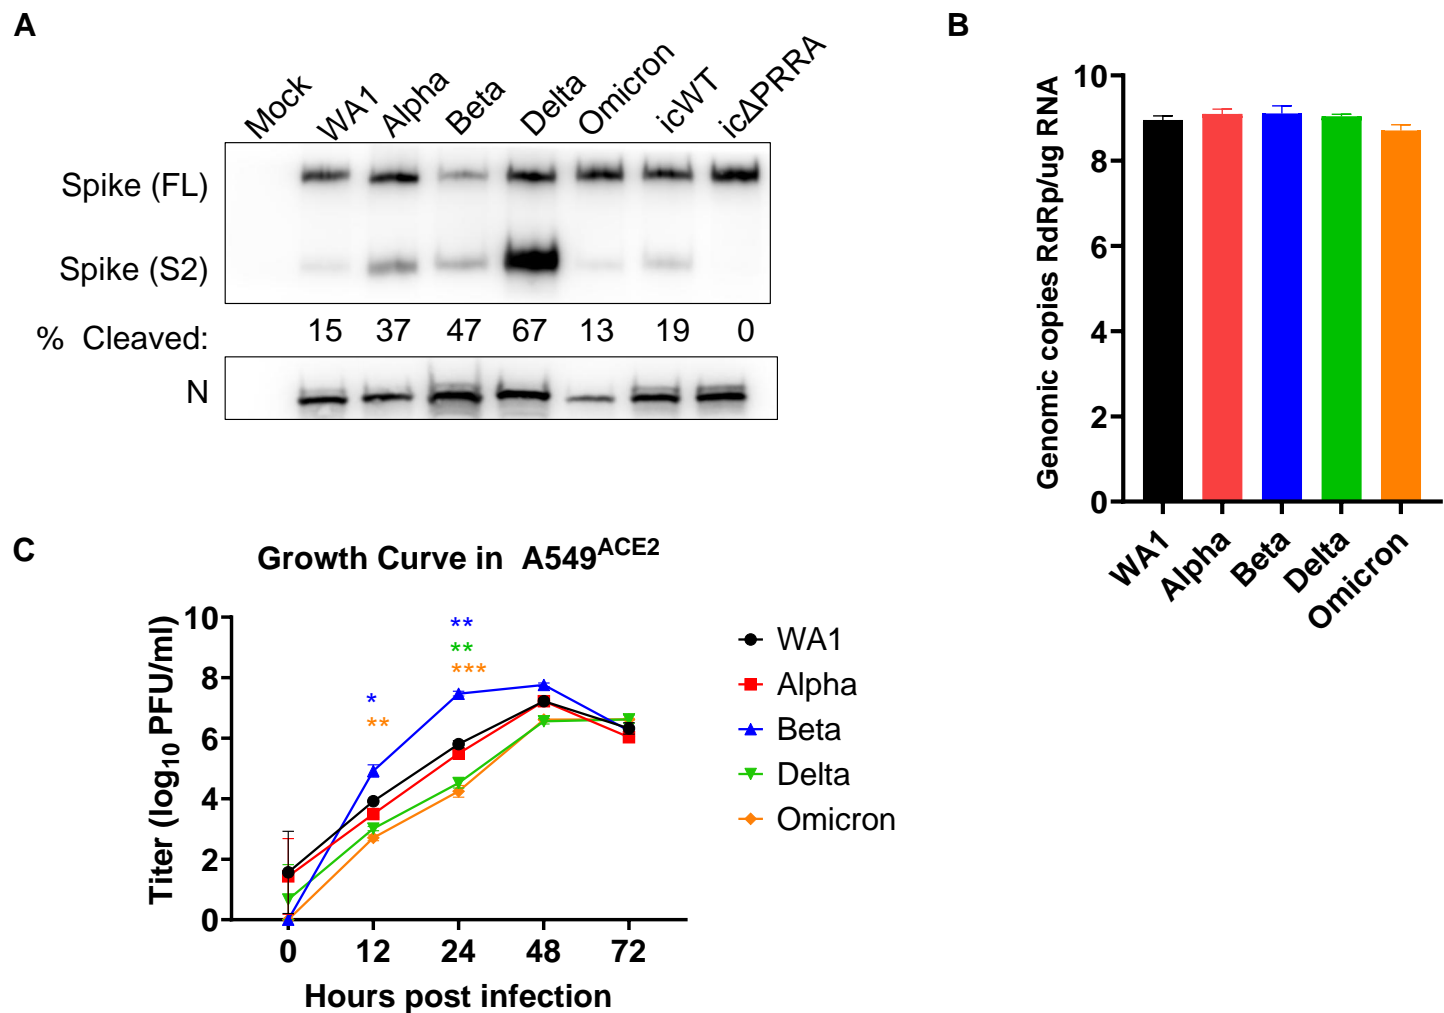 A
Mock WA1 Alpha Beta Delta Omicron icWT icΔPRRA
Spike (FL)
Spike (S2)
% Cleaved: 15 37 47 67 13 19 0
N
B
Genomic copies RdRp/ug RNA
10
8
6
4
2
0
WA1 Alpha Beta Delta Omicron
C
Growth Curve in A549ACE2
Titer (log10 PFU/ml)
10
8
6
4
2
0
**
**
***
*
**
0 12 24 48 72
Hours post infection
WA1
Alpha
Beta
Delta
Omicron